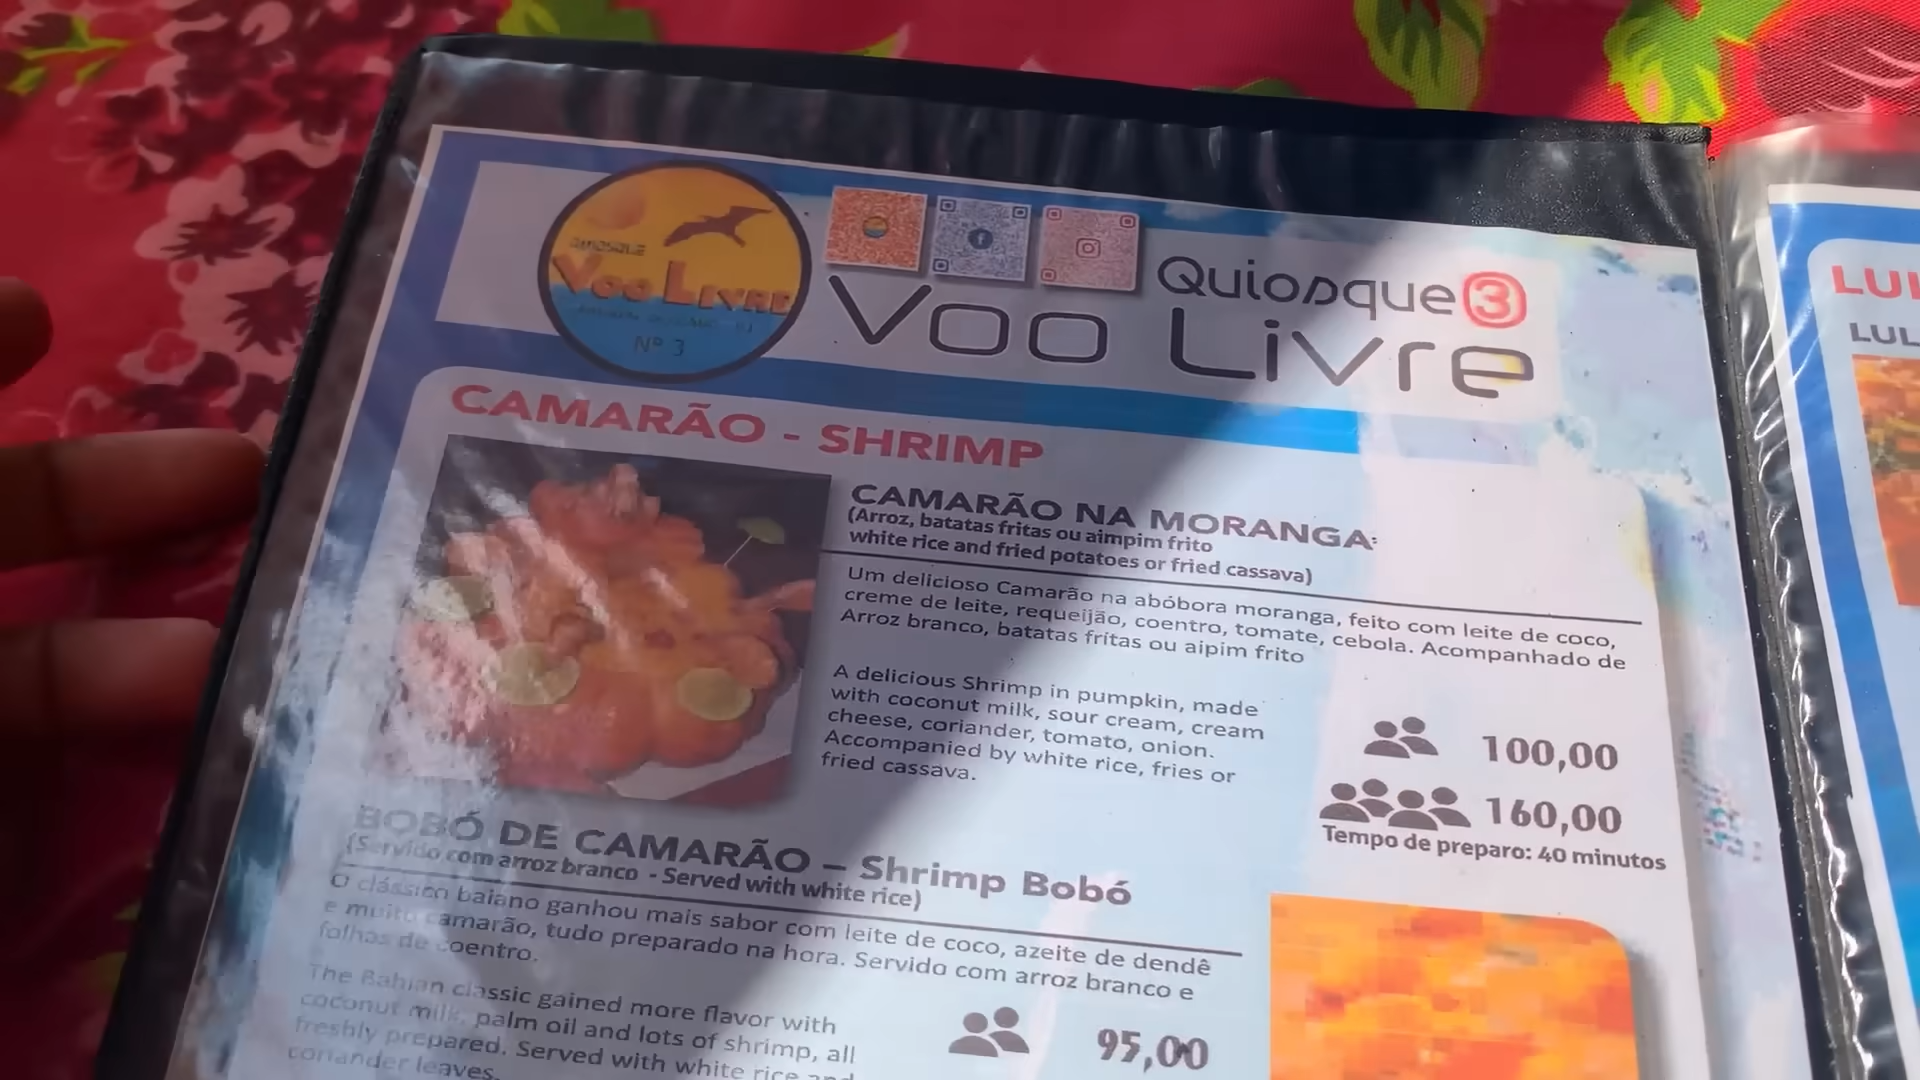 QUIOSQUE
VOO LIVRE
Nº 3
Quiosque 3
Voo Livre
CAMARÃO - SHRIMP
CAMARÃO NA MORANGA:
(Arroz, batatas fritas ou aimpim frito
white rice and fried potatoes or fried cassava)
Um delicioso Camarão na abóbora moranga, feito com leite de coco,
creme de leite, requeijão, coentro, tomate, cebola. Acompanhado de
Arroz branco, batatas fritas ou aipim frito
A delicious Shrimp in pumpkin, made
with coconut milk, sour cream, cream
cheese, coriander, tomato, onion.
Accompanied by white rice, fries or
fried cassava.
100,00
160,00
Tempo de preparo: 40 minutos
BOBÓ DE CAMARÃO – Shrimp Bobó
(Servido com arroz branco - Served with white rice)
O clássico baiano ganhou mais sabor com leite de coco, azeite de dendê
e muito camarão, tudo preparado na hora. Servido com arroz branco e
folhas de coentro.
The Bahian classic gained more flavor with
coconut milk, palm oil and lots of shrimp, all
freshly prepared. Served with white rice and
coriander leaves.
95,00